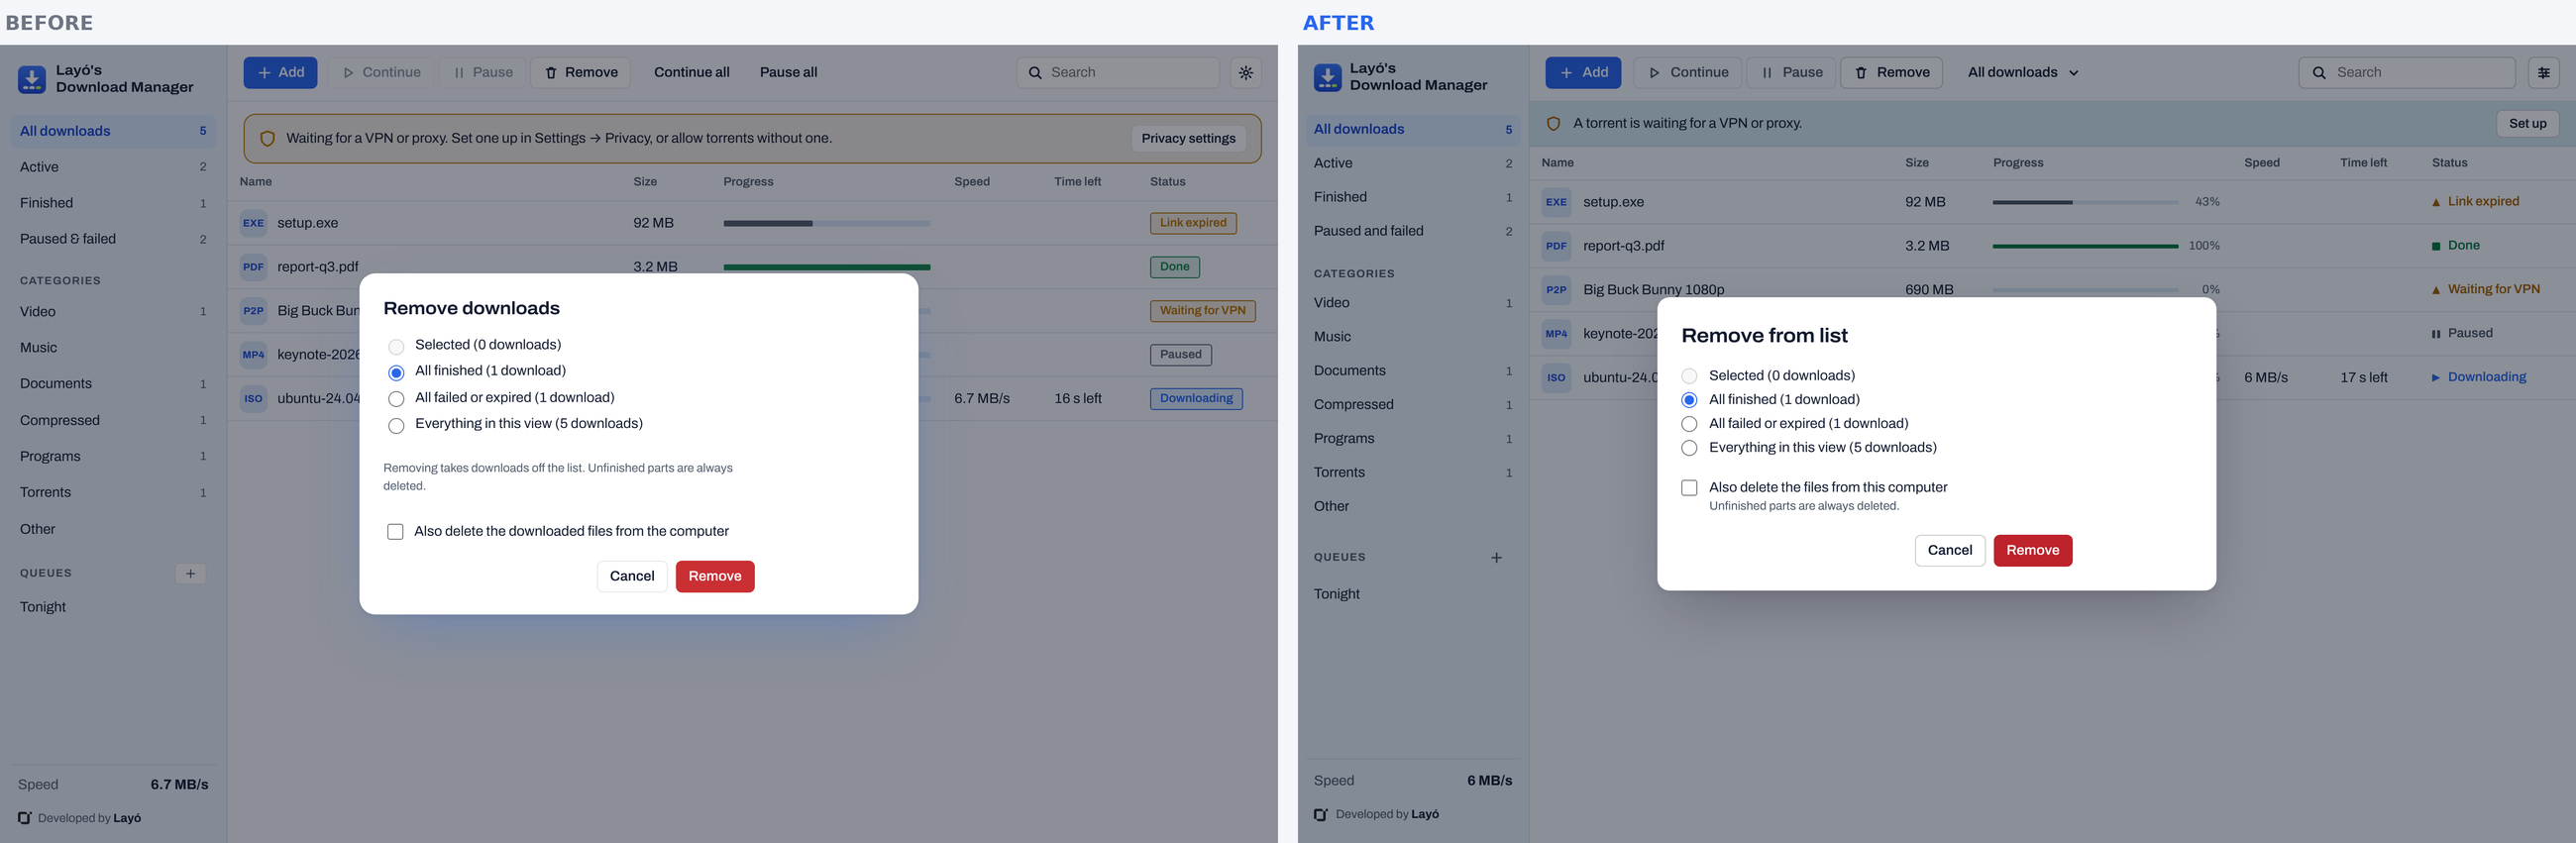 BEFORE
Layó's
Download Manager
Add
Continue
Pause
Remove
Continue all
Pause all
Search
All downloads 5
Active 2
Finished 1
Paused & failed 2
CATEGORIES
Video 1
Music
Documents 1
Compressed 1
Programs 1
Torrents 1
Other
QUEUES +
Tonight
Speed 6.7 MB/s
Developed by Layó
Waiting for a VPN or proxy. Set one up in Settings → Privacy, or allow torrents without one.
Privacy settings
Name Size Progress Speed Time left Status
EXE setup.exe 92 MB Link expired
PDF report-q3.pdf 3.2 MB Done
P2P Big Buck Bun Waiting for VPN
MP4 keynote-2026 Paused
ISO ubuntu-24.04 6.7 MB/s 16 s left Downloading
Remove downloads
Selected (0 downloads)
All finished (1 download)
All failed or expired (1 download)
Everything in this view (5 downloads)
Removing takes downloads off the list. Unfinished parts are always
deleted.
Also delete the downloaded files from the computer
Cancel
Remove
AFTER
Layó's
Download Manager
Add
Continue
Pause
Remove
All downloads
Search
All downloads 5
Active 2
Finished 1
Paused and failed 2
CATEGORIES
Video 1
Music
Documents 1
Compressed 1
Programs 1
Torrents 1
Other
QUEUES +
Tonight
Speed 6 MB/s
Developed by Layó
A torrent is waiting for a VPN or proxy.
Set up
Name Size Progress Speed Time left Status
EXE setup.exe 92 MB 43% Link expired
PDF report-q3.pdf 3.2 MB 100% Done
P2P Big Buck Bunny 1080p 690 MB 0% Waiting for VPN
MP4 keynote-202 Paused
ISO ubuntu-24.0 6 MB/s 17 s left Downloading
Remove from list
Selected (0 downloads)
All finished (1 download)
All failed or expired (1 download)
Everything in this view (5 downloads)
Also delete the files from this computer
Unfinished parts are always deleted.
Cancel
Remove